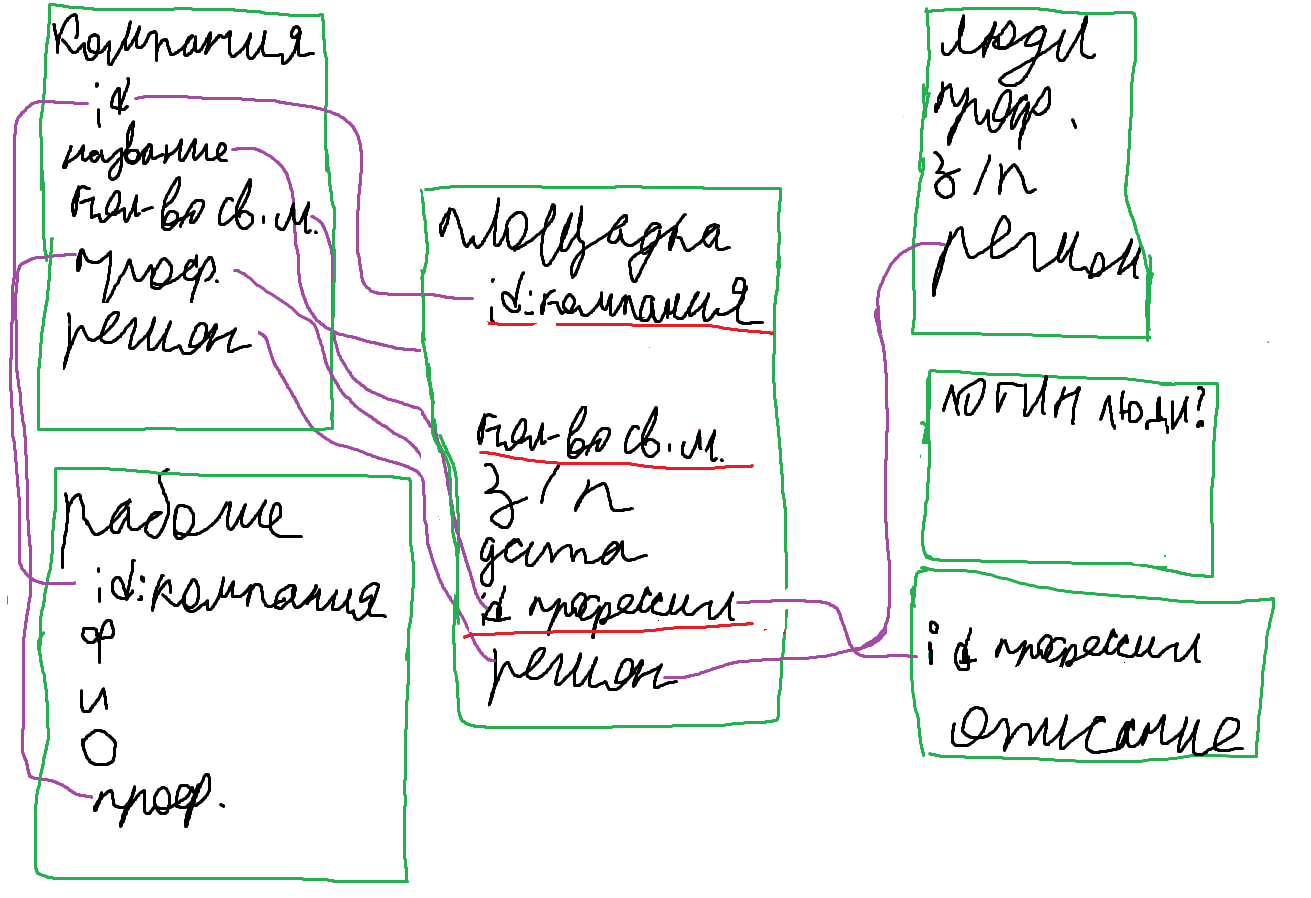 компания
id
название
кол-во св. м.
проф.
регион
рабочие
id: компания
Ф
И
О
проф.
площадка
id: компания
кол-во св. м.
з/п
дата
id профессии
регион
люди
проф.
з/п
регион
ЛОГИН ЛЮДИ?
id профессии
описание